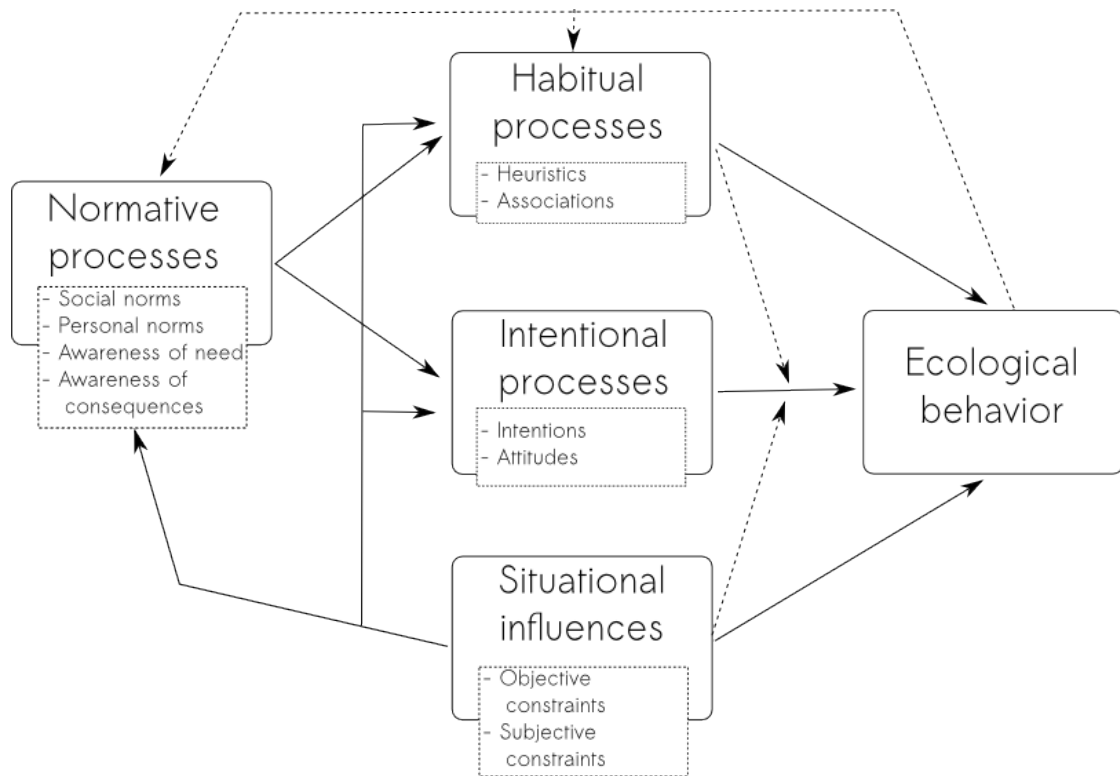 Habitual
processes
- Heuristics
- Associations
Normative
processes
- Social norms
- Personal norms
- Awareness of need
- Awareness of
consequences
Intentional
processes
- Intentions
- Attitudes
Ecological
behavior
Situational
influences
- Objective
constraints
- Subjective
constraints